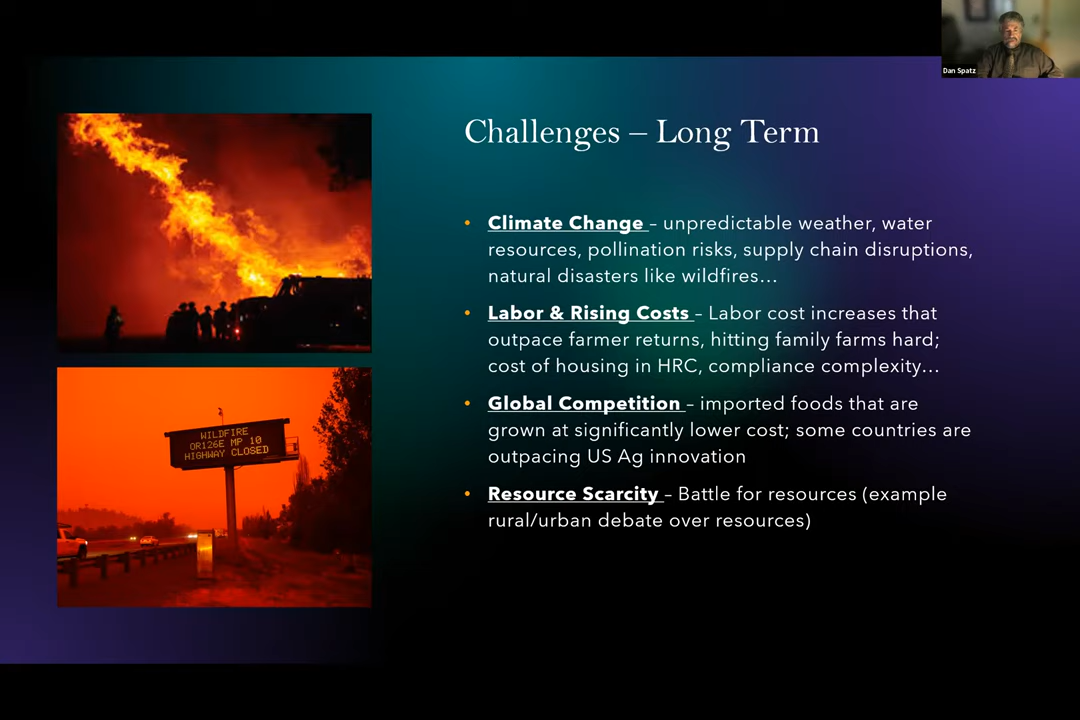 Dan Spatz
Challenges – Long Term
• Climate Change – unpredictable weather, water
resources, pollination risks, supply chain disruptions,
natural disasters like wildfires…
• Labor & Rising Costs – Labor cost increases that
outpace farmer returns, hitting family farms hard;
cost of housing in HRC, compliance complexity…
• Global Competition – imported foods that are
grown at significantly lower cost; some countries are
outpacing US Ag innovation
• Resource Scarcity – Battle for resources (example
rural/urban debate over resources)
WILDFIRE
OR126E MP 10
HIGHWAY CLOSED